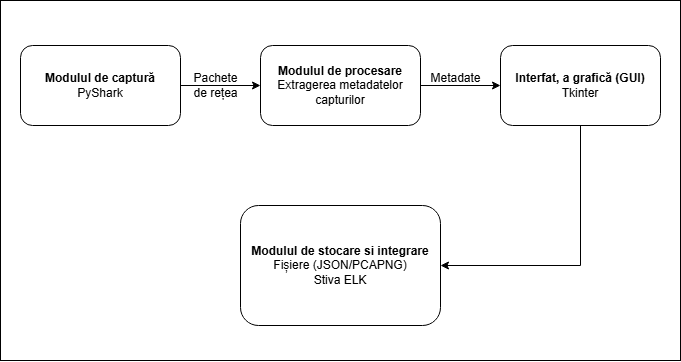 Modulul de captură
PyShark
Pachete
de rețea
Modulul de procesare
Extragerea metadatelor
capturilor
Metadate
Interfat, a grafică (GUI)
Tkinter
Modulul de stocare si integrare
Fișiere (JSON/PCAPNG)
Stiva ELK